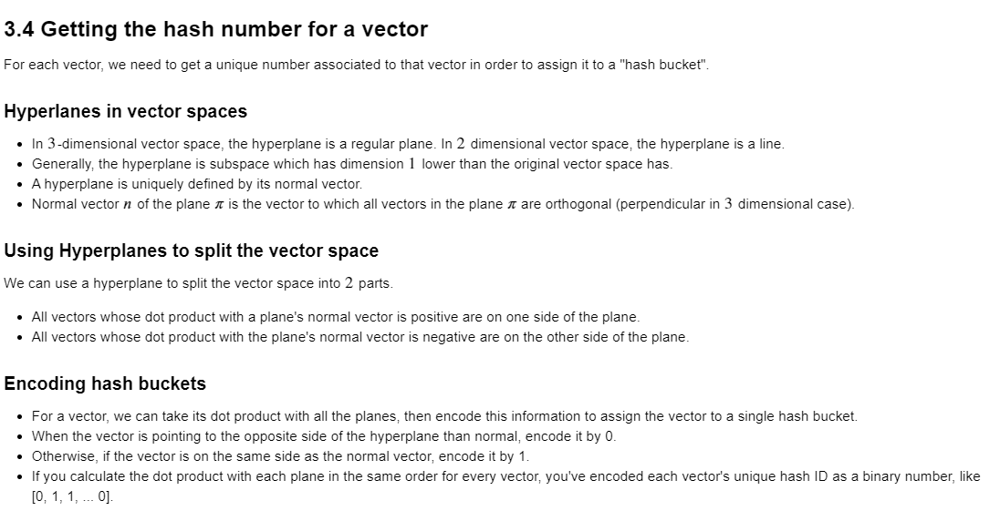 3.4 Getting the hash number for a vector
For each vector, we need to get a unique number associated to that vector in order to assign it to a "hash bucket".
Hyperlanes in vector spaces
• In 3-dimensional vector space, the hyperplane is a regular plane. In 2 dimensional vector space, the hyperplane is a line.
• Generally, the hyperplane is subspace which has dimension 1 lower than the original vector space has.
• A hyperplane is uniquely defined by its normal vector.
• Normal vector n of the plane π is the vector to which all vectors in the plane π are orthogonal (perpendicular in 3 dimensional case).
Using Hyperplanes to split the vector space
We can use a hyperplane to split the vector space into 2 parts.
• All vectors whose dot product with a plane's normal vector is positive are on one side of the plane.
• All vectors whose dot product with the plane's normal vector is negative are on the other side of the plane.
Encoding hash buckets
• For a vector, we can take its dot product with all the planes, then encode this information to assign the vector to a single hash bucket.
• When the vector is pointing to the opposite side of the hyperplane than normal, encode it by 0.
• Otherwise, if the vector is on the same side as the normal vector, encode it by 1.
• If you calculate the dot product with each plane in the same order for every vector, you've encoded each vector's unique hash ID as a binary number, like
[0, 1, 1, ... 0].